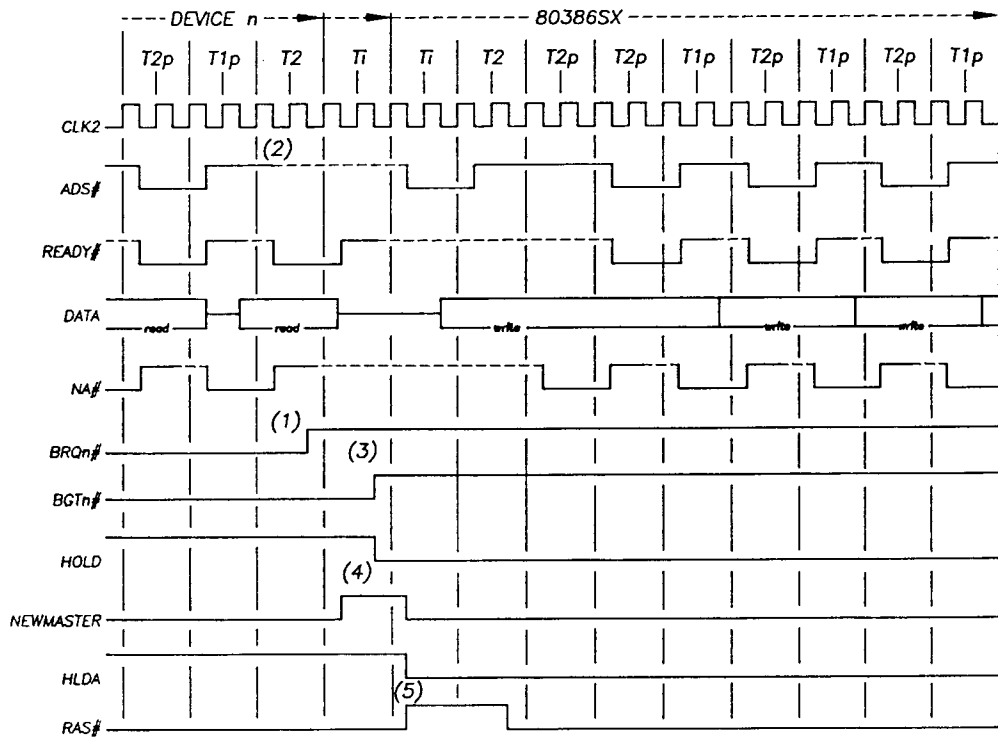 DEVICE n 80386SX
T2p T1p T2 Ti Ti T2 T2p T2p T1p T2p T1p T2p T1p
CLK2
(2)
ADS#
READY#
DATA read read write write write
NA#
(1)
BRQn#
(3)
BGTn#
HOLD
(4)
NEWMASTER
HLDA
(5)
RAS#